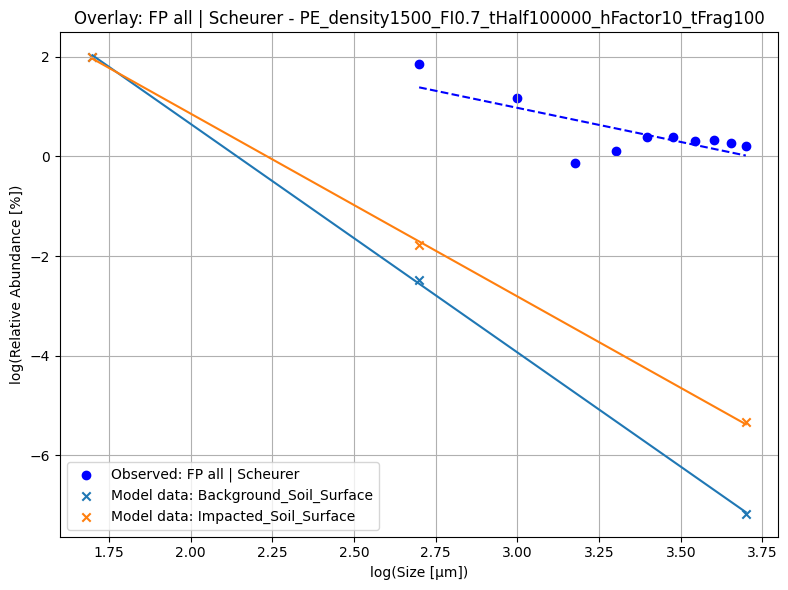 Overlay: FP all | Scheurer - PE_density1500_FI0.7_tHalf100000_hFactor10_tFrag100
log(Relative Abundance [%])
2
0
−2
−4
−6
Observed: FP all | Scheurer
Model data: Background_Soil_Surface
Model data: Impacted_Soil_Surface
1.75 2.00 2.25 2.50 2.75 3.00 3.25 3.50 3.75
log(Size [µm])